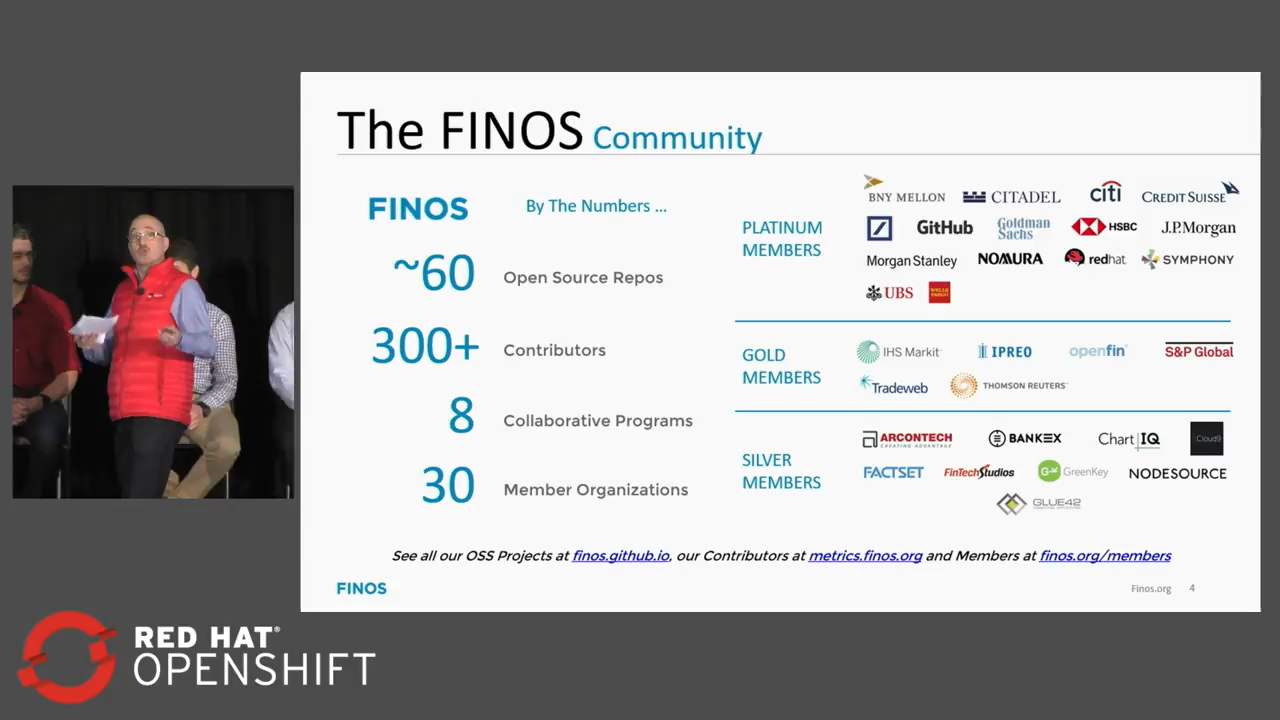 The FINOS Community
FINOS By The Numbers ...
~60 Open Source Repos
300+ Contributors
8 Collaborative Programs
30 Member Organizations
PLATINUM
MEMBERS
BNY MELLON CITADEL citi CREDIT SUISSE
GitHub Goldman
Sachs
HSBC J.P.Morgan
Morgan Stanley NOMURA redhat SYMPHONY
UBS WELLS
FARGO
GOLD
MEMBERS
IHS Markit IPREO openfin S&P Global
Tradeweb THOMSON REUTERS
SILVER
MEMBERS
ARCONTECH
CREATING ADVANTAGE
BANKEX ChartIQ Cloud9
FACTSET FinTechStudios G-K GreenKey NODESOURCE
GLUE42
See all our OSS Projects at finos.github.io, our Contributors at metrics.finos.org and Members at finos.org/members
FINOS Finos.org 4
RED HAT®
OPENSHIFT